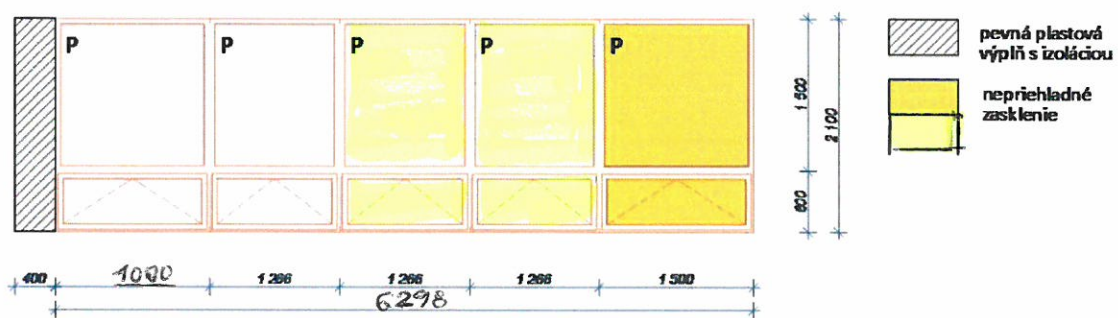 P
P
P
P
P
1 500
600
2 100
pevná plastová
výplň s izoláciou
nepriehladné
zasklenie
400
1000
1 266
1 266
1 266
1 500
6298